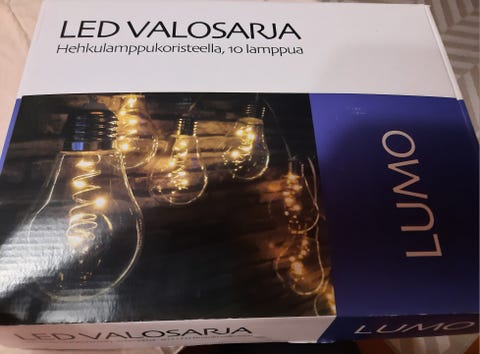 LED VALOSARJA
Hehkulamppukoristeella, 10 lamppua
LUMO
LED VALOSARJA
LUMO